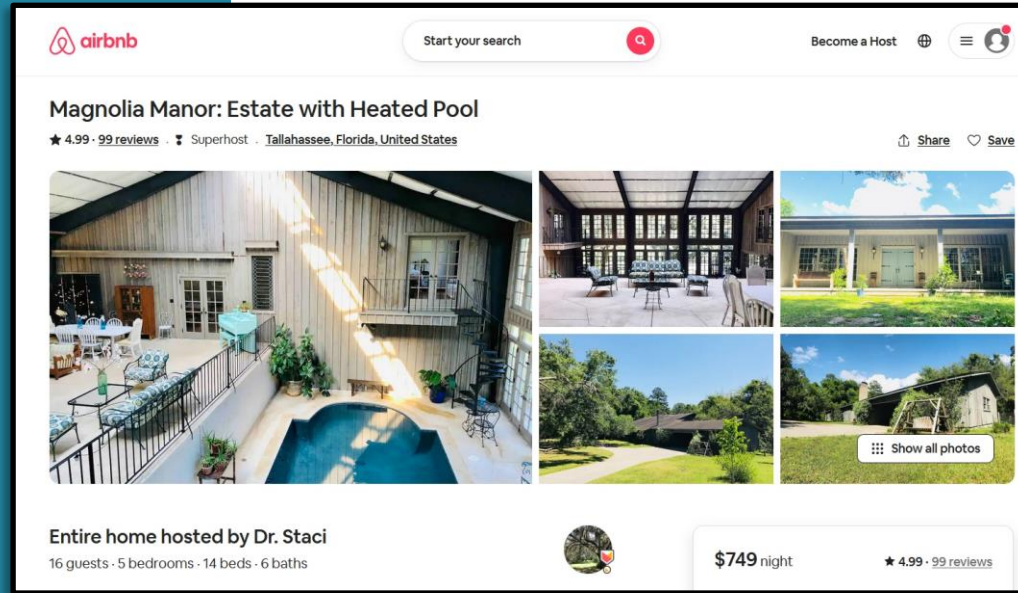 airbnb
Start your search
Become a Host
Magnolia Manor: Estate with Heated Pool
★ 4.99 · 99 reviews . Superhost . Tallahassee, Florida, United States
Share Save
Show all photos
Entire home hosted by Dr. Staci
16 guests · 5 bedrooms · 14 beds · 6 baths
$749 night ★ 4.99 · 99 reviews